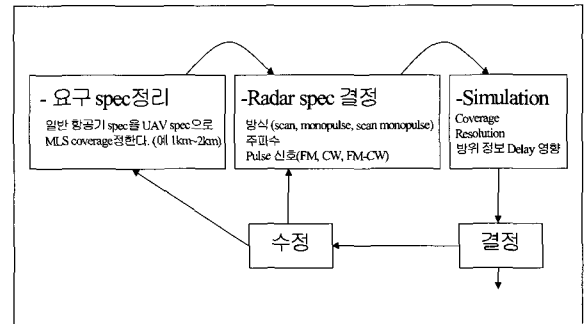 - 요구 spec정리
일반 항공기 spec을 UAV spec으로
MLS coverage정한다. (예 1km~2km)
-Radar spec 결정
방식 (scan, monopulse, scan monopulse)
주파수
Pulse 신호(FM, CW, FM-CW)
-Simulation
Coverage
Resolution
방위 정보 Delay 영향
수정
결정